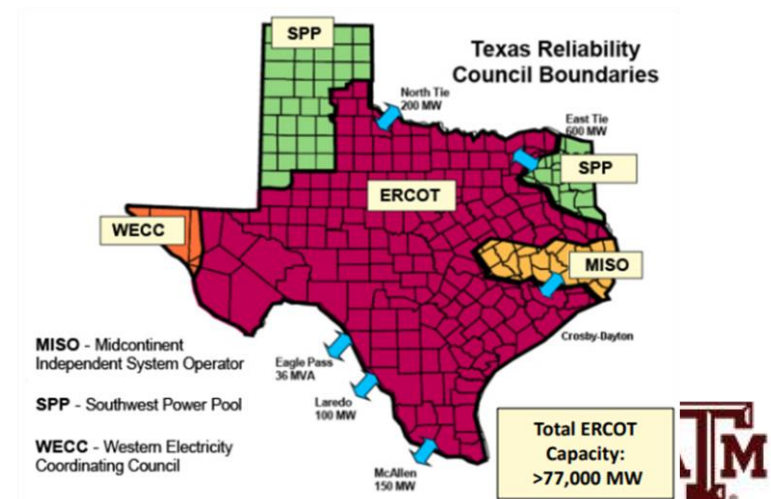 SPP
Texas Reliability
Council Boundaries
North Tie
200 MW
East Tie
600 MW
SPP
ERCOT
WECC
MISO
Crosby-Dayton
MISO - Midcontinent
Independent System Operator
Eagle Pass
36 MVA
SPP - Southwest Power Pool
Laredo
100 MW
WECC - Western Electricity
Coordinating Council
McAllen
150 MW
Total ERCOT
Capacity:
>77,000 MW
ATM